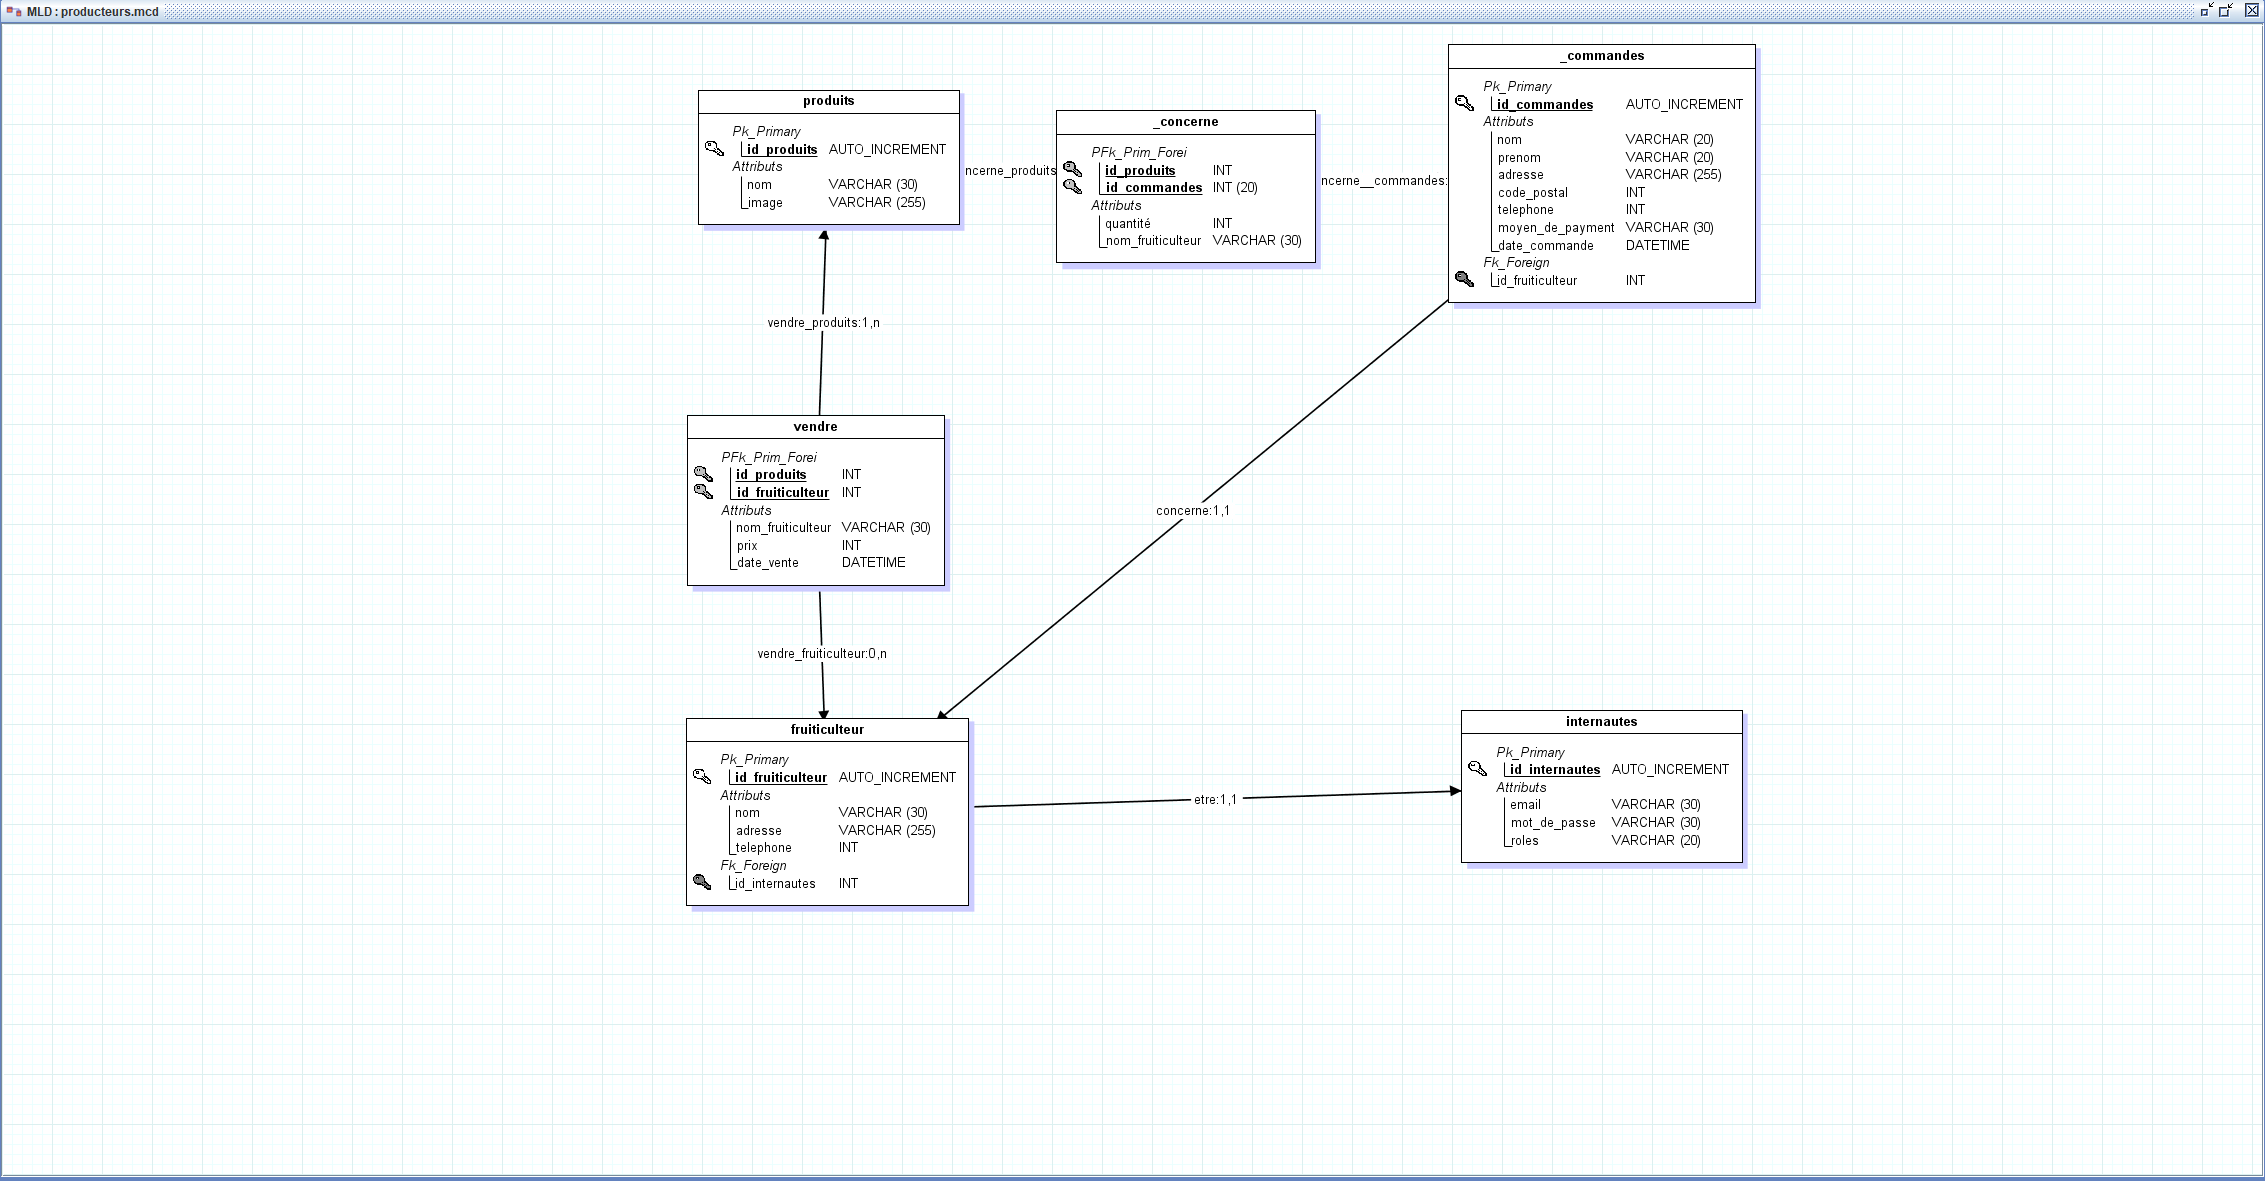 MLD : producteurs.mcd
_commandes
Pk_Primary
id_commandes AUTO_INCREMENT
Attributs
nom VARCHAR (20)
prenom VARCHAR (20)
adresse VARCHAR (255)
code_postal INT
telephone INT
moyen_de_payment VARCHAR (30)
date_commande DATETIME
Fk_Foreign
id_fruiticulteur INT
produits
Pk_Primary
id_produits AUTO_INCREMENT
Attributs
nom VARCHAR (30)
image VARCHAR (255)
ncerne_produits
_concerne
PFk_Prim_Forei
id_produits INT
id_commandes INT (20)
Attributs
quantité INT
nom_fruiticulteur VARCHAR (30)
ncerne__commandes:
vendre_produits:1,n
vendre
PFk_Prim_Forei
id_produits INT
id_fruiticulteur INT
Attributs
nom_fruiticulteur VARCHAR (30)
prix INT
date_vente DATETIME
concerne:1,1
vendre_fruiticulteur:0,n
fruiticulteur
Pk_Primary
id_fruiticulteur AUTO_INCREMENT
Attributs
nom VARCHAR (30)
adresse VARCHAR (255)
telephone INT
Fk_Foreign
id_internautes INT
etre:1,1
internautes
Pk_Primary
id_internautes AUTO_INCREMENT
Attributs
email VARCHAR (30)
mot_de_passe VARCHAR (30)
roles VARCHAR (20)